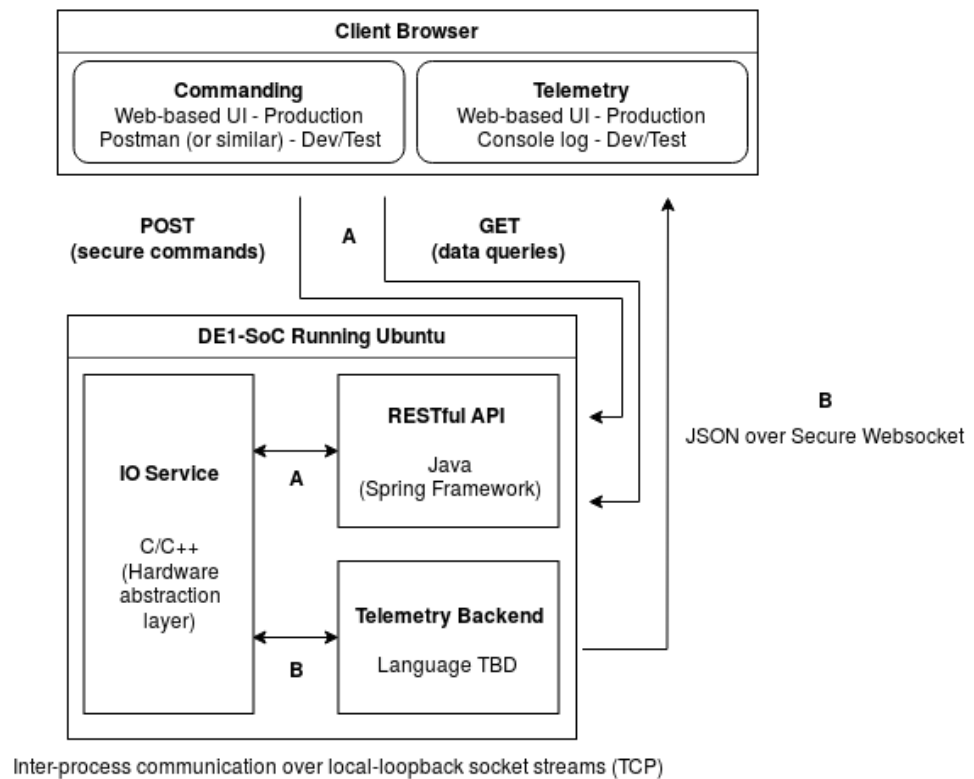 Client Browser
Commanding
Web-based UI - Production
Postman (or similar) - Dev/Test
Telemetry
Web-based UI - Production
Console log - Dev/Test
POST
(secure commands)
A
GET
(data queries)
B
JSON over Secure Websocket
DE1-SoC Running Ubuntu
IO Service
C/C++
(Hardware
abstraction
layer)
A
RESTful API
Java
(Spring Framework)
B
Telemetry Backend
Language TBD
Inter-process communication over local-loopback socket streams (TCP)